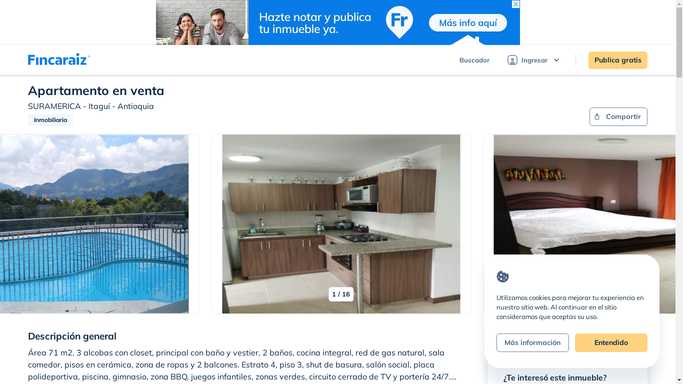 Hazte notar y publica
tu inmueble ya.
Fr
Más info aquí
Fincaraiz
Buscador
Ingresar
Publica gratis
Apartamento en venta
SURAMERICA - Itaguí - Antioquia
Inmobiliaria
Compartir
1 / 16
Utilizamos cookies para mejorar tu experiencia en
nuestro sitio web. Al continuar en el sitio
consideramos que aceptas su uso.
Más información
Entendido
Descripción general
Área 71 m2, 3 alcobas con closet, principal con baño y vestier, 2 baños, cocina integral, red de gas natural, sala
comedor, pisos en cerámica, zona de ropas y 2 balcones. Estrato 4, piso 3, shut de basura, salón social, placa
polideportiva, piscina, gimnasio, zona BBQ, juegos infantiles, zonas verdes, circuito cerrado de TV y portería 24/7....
¿Te interesó este inmueble?